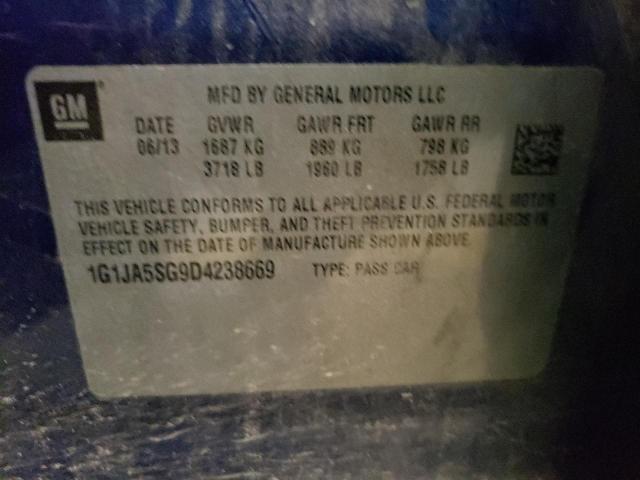 GM
MFD BY GENERAL MOTORS LLC
DATE GVWR GAWR FRT GAWR RR
06/13 1687 KG 889 KG 798 KG
3718 LB 1960 LB 1758 LB
THIS VEHICLE CONFORMS TO ALL APPLICABLE U.S. FEDERAL MOTOR
VEHICLE SAFETY, BUMPER, AND THEFT PREVENTION STANDARDS IN
EFFECT ON THE DATE OF MANUFACTURE SHOWN ABOVE.
1G1JA5SG9D4238669 TYPE: PASS CAR